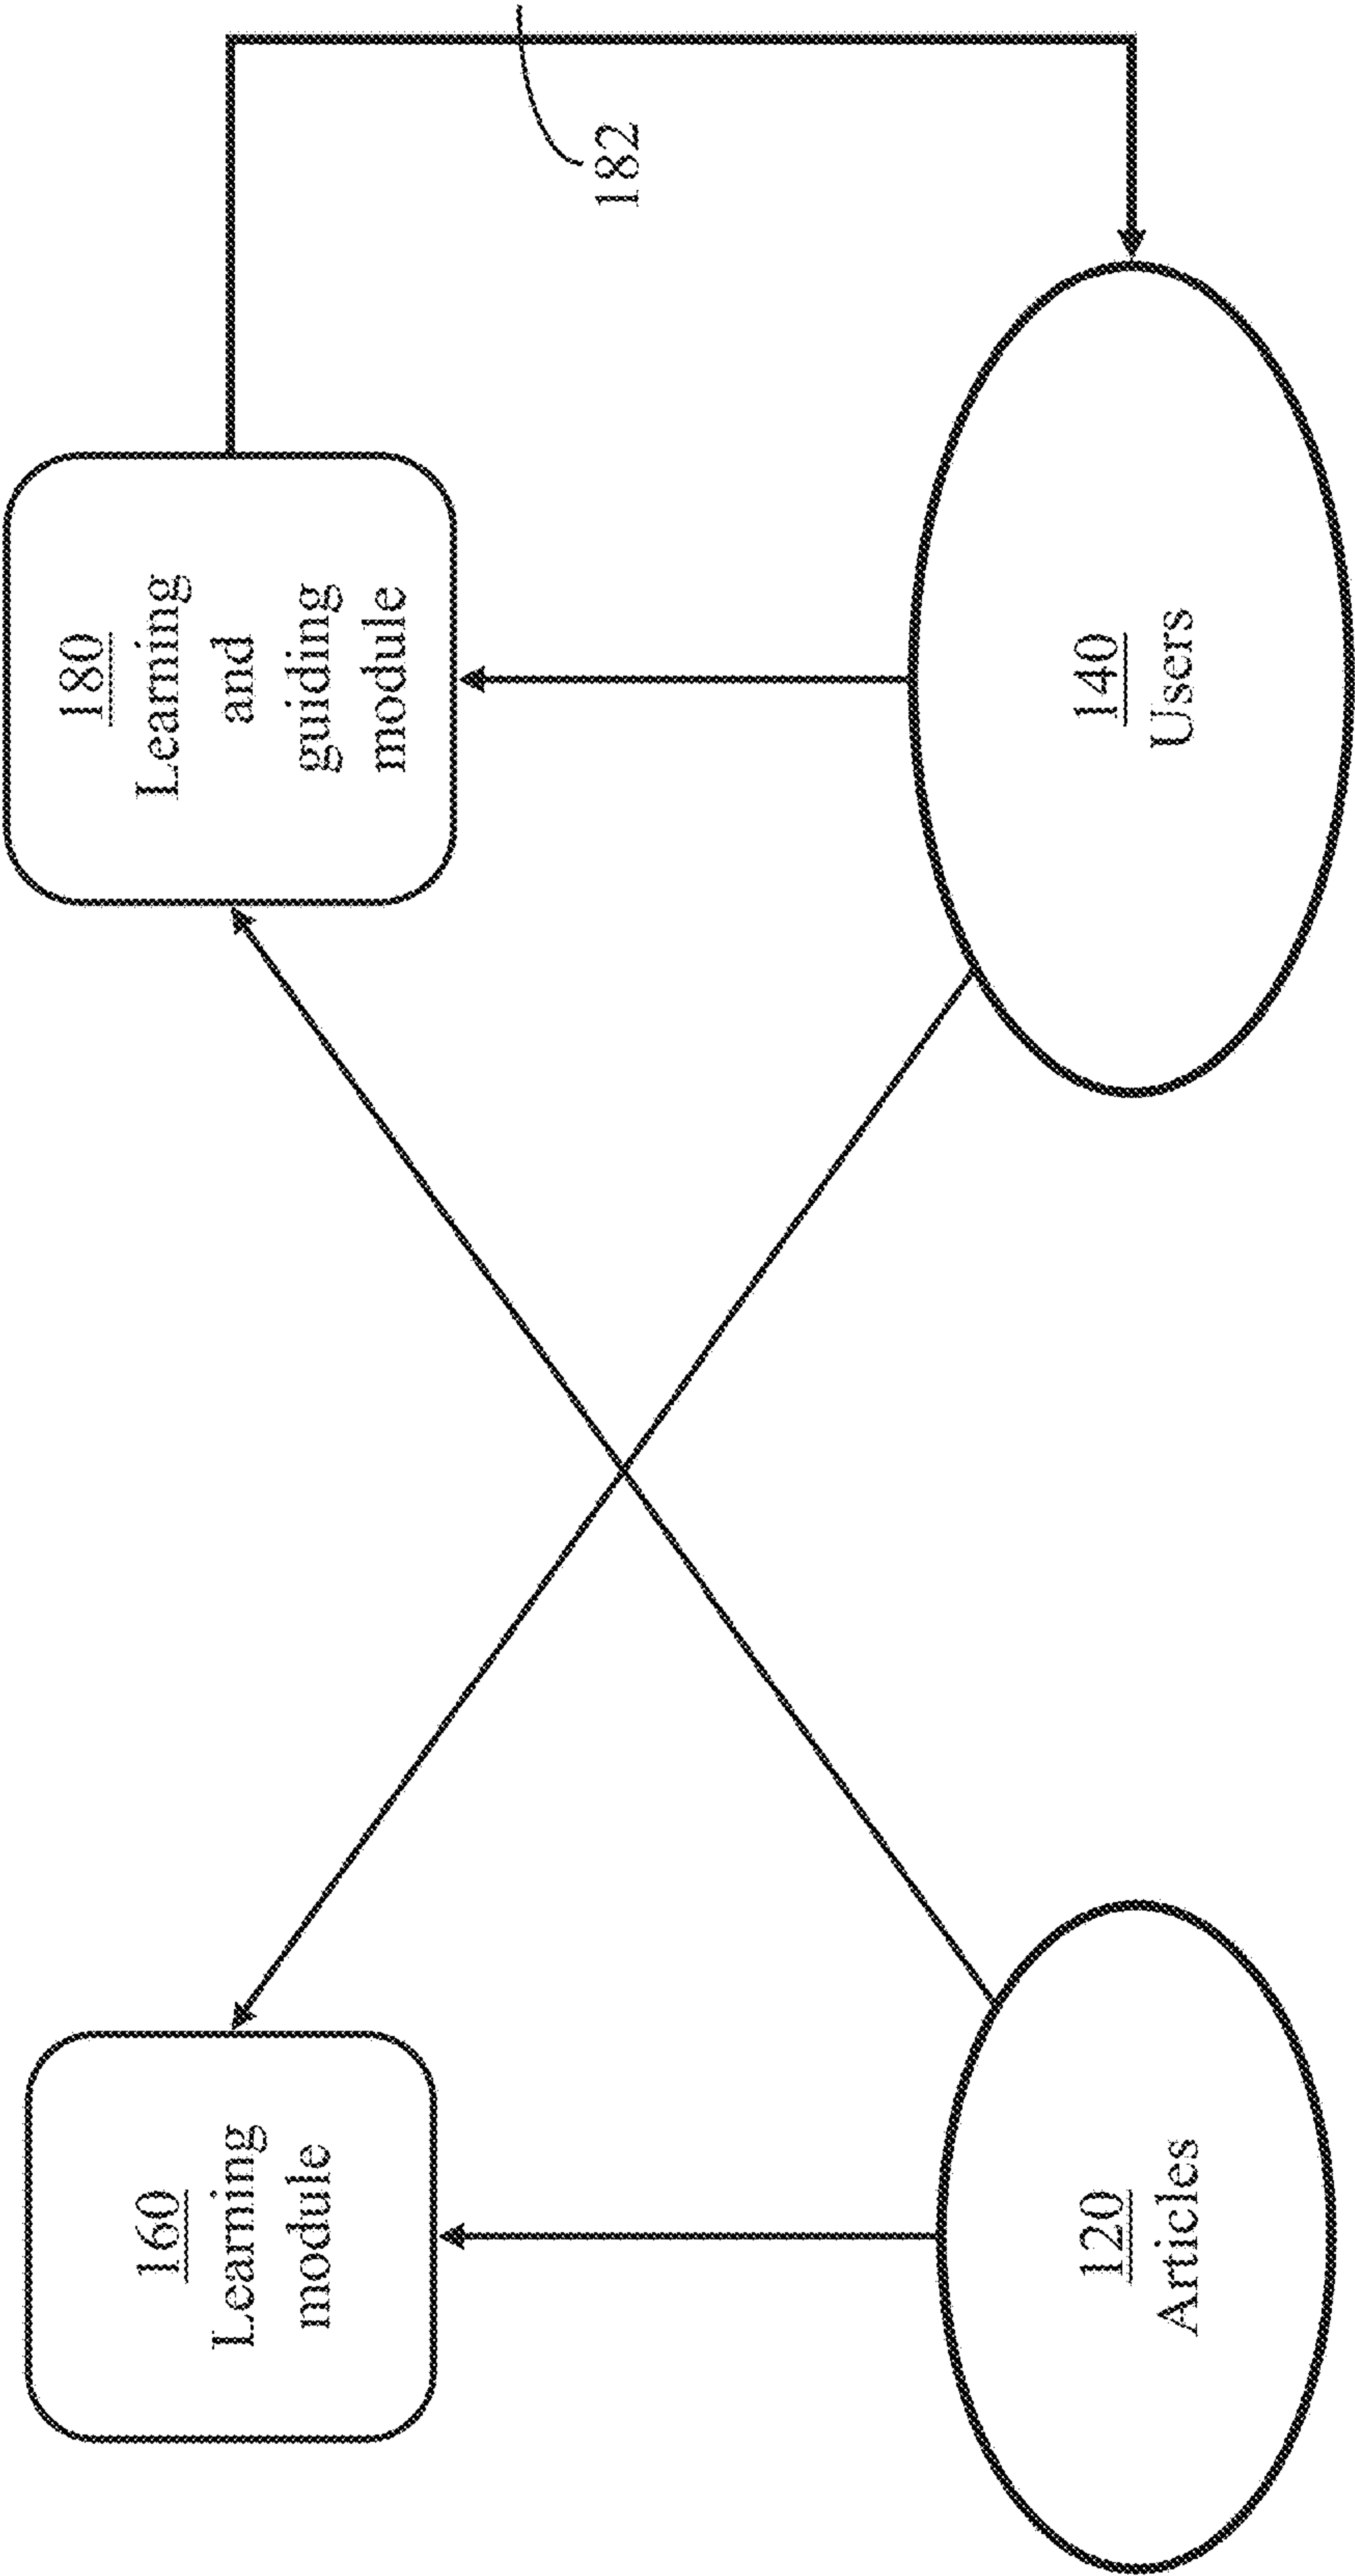 160
Learning
module
180
Learning
and
guiding
module
182
120
Articles
140
Users